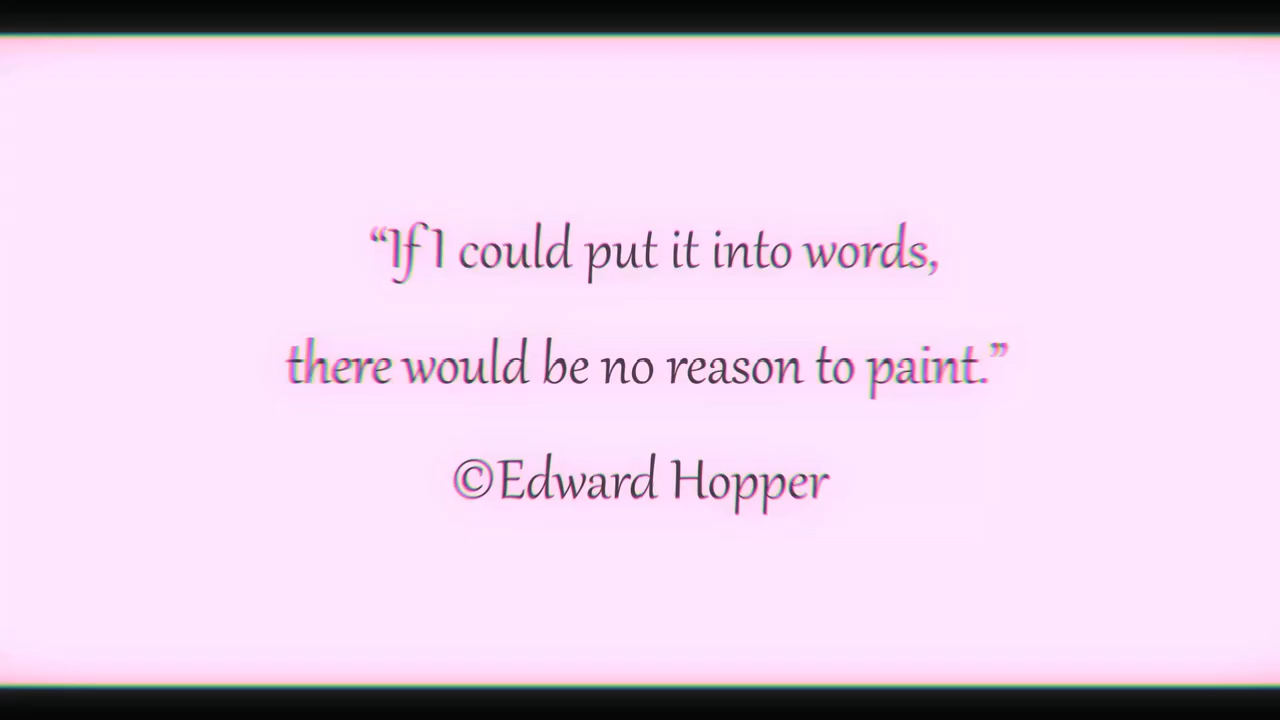 “If I could put it into words,
there would be no reason to paint.”
©Edward Hopper